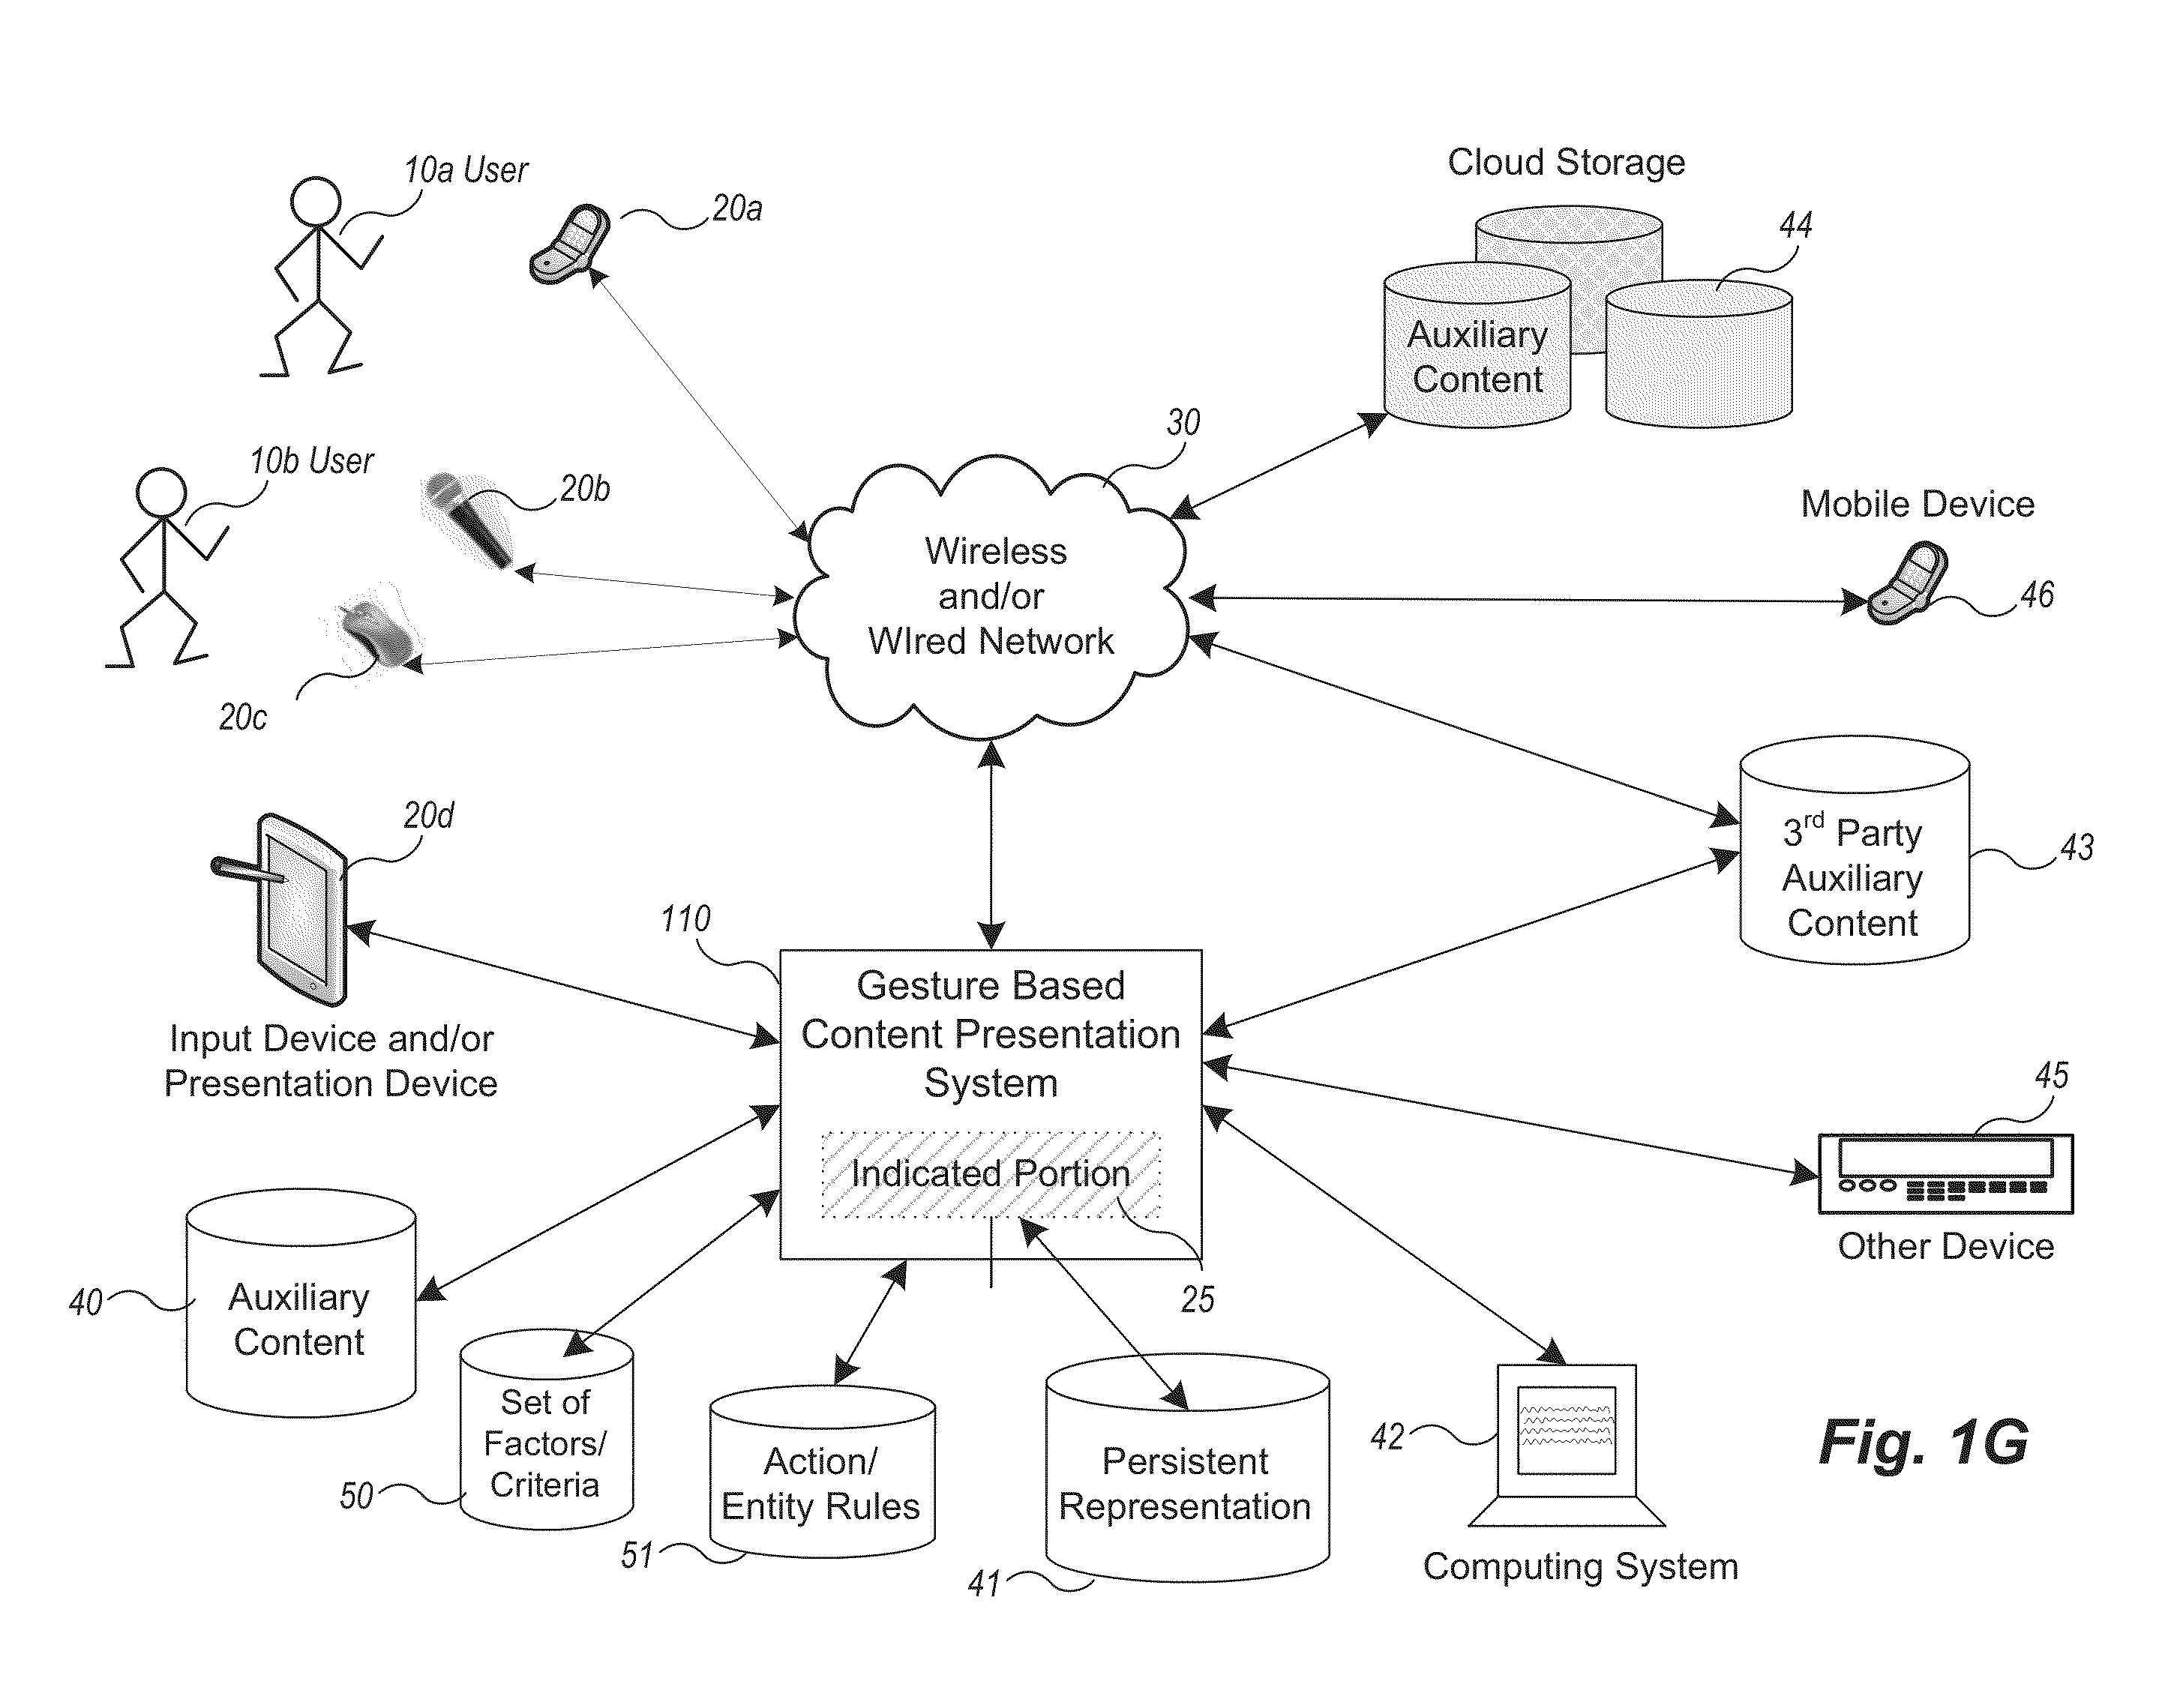 10a User
20a
Cloud Storage
44
Auxiliary
Content
30
10b User
20b
20c
Wireless
and/or
WIred Network
Mobile Device
46
3rd Party
Auxiliary
Content
43
20d
Input Device and/or
Presentation Device
110
Gesture Based
Content Presentation
System
Indicated Portion
25
45
Other Device
40
Auxiliary
Content
Set of
Factors/
Criteria
50
Action/
Entity Rules
51
Persistent
Representation
41
42
Computing System
Fig. 1G